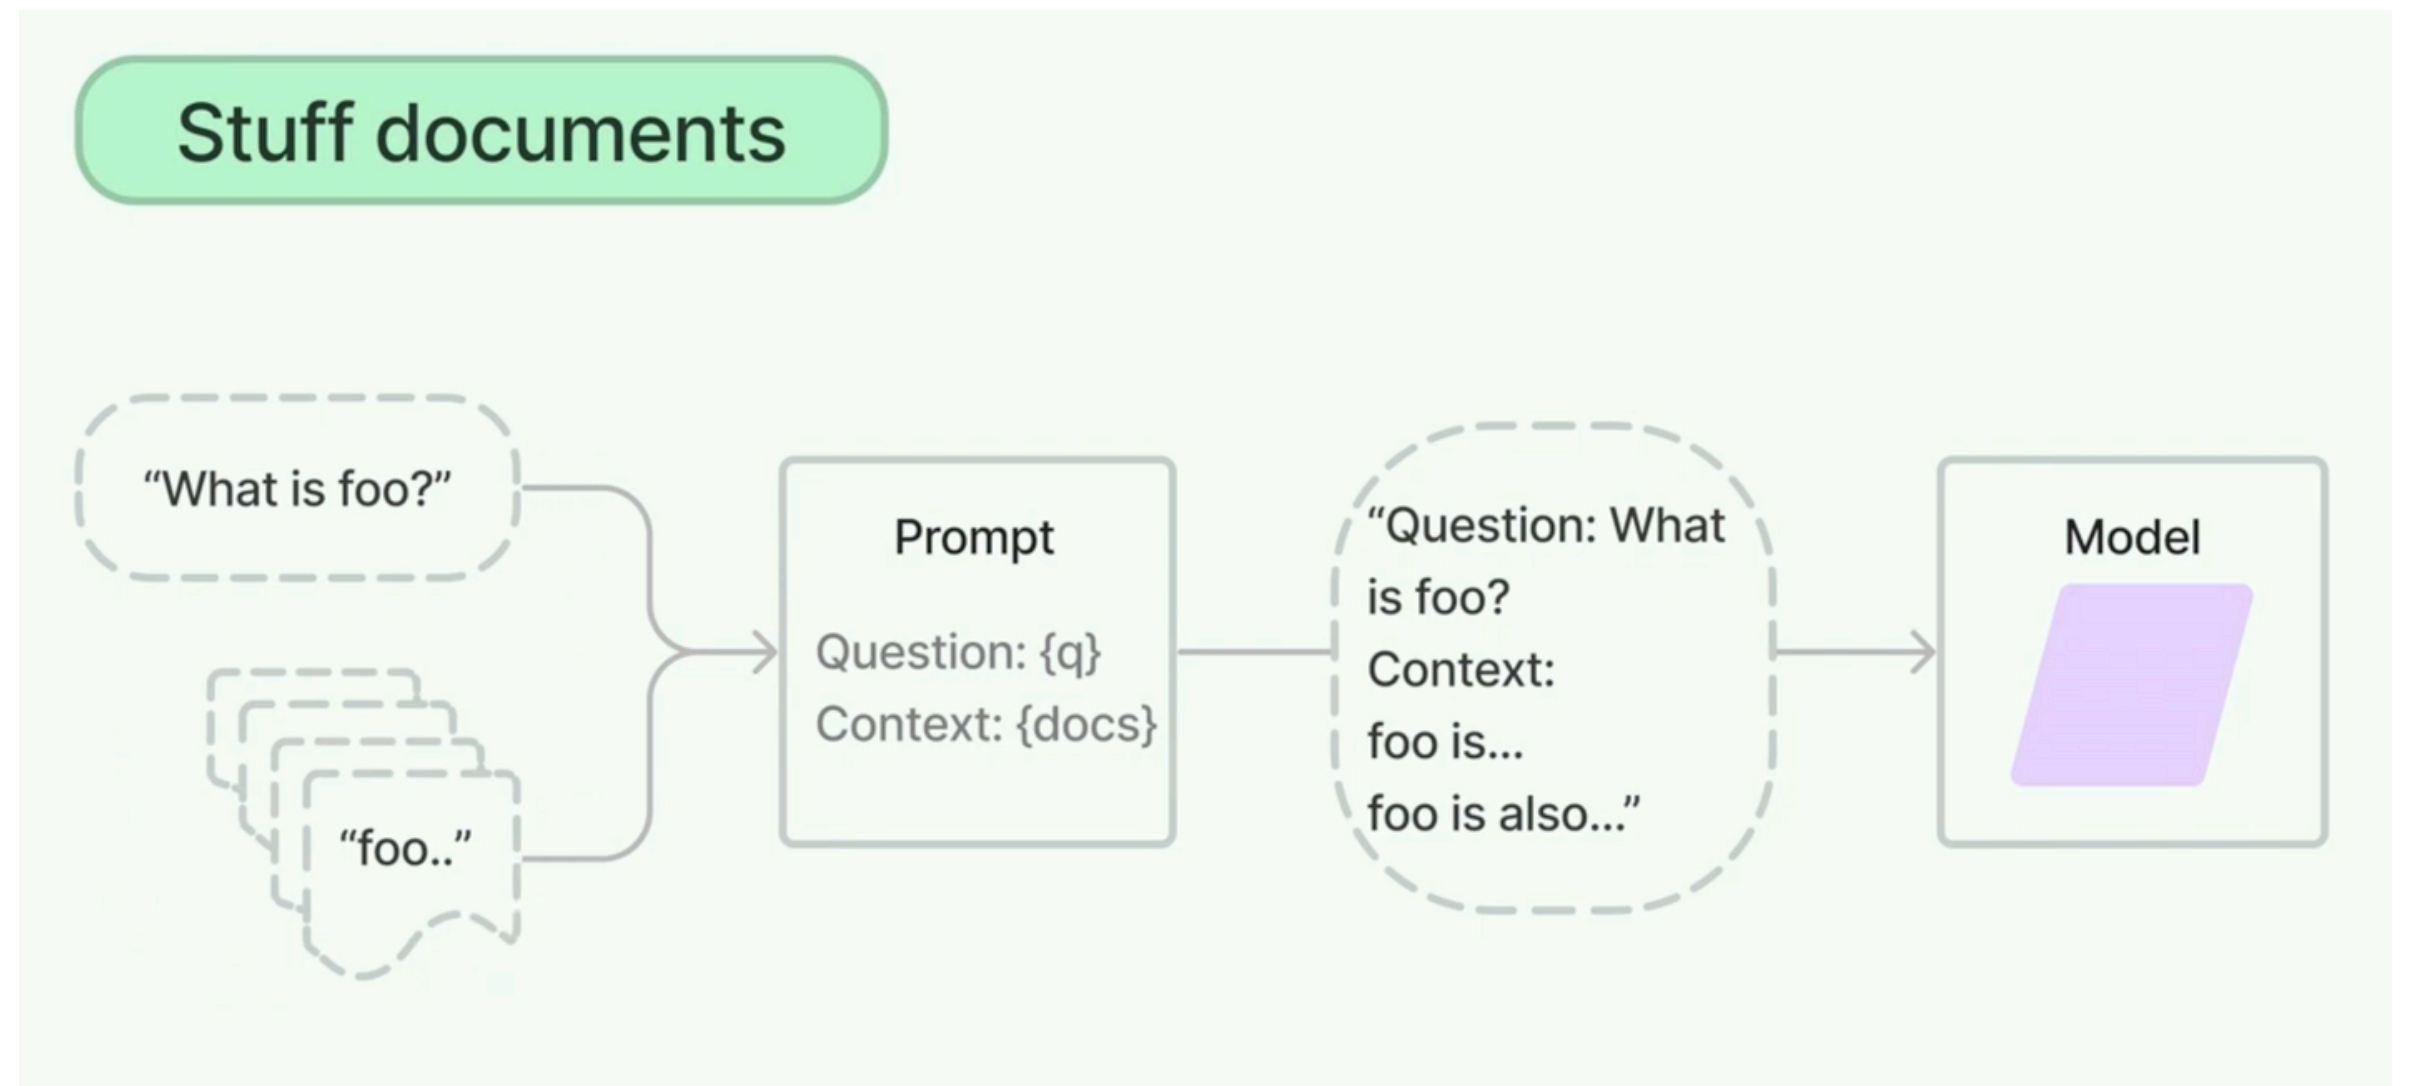 Stuff documents
“What is foo?”
“foo..”
Prompt
Question: {q}
Context: {docs}
“Question: What
is foo?
Context:
foo is...
foo is also...”
Model